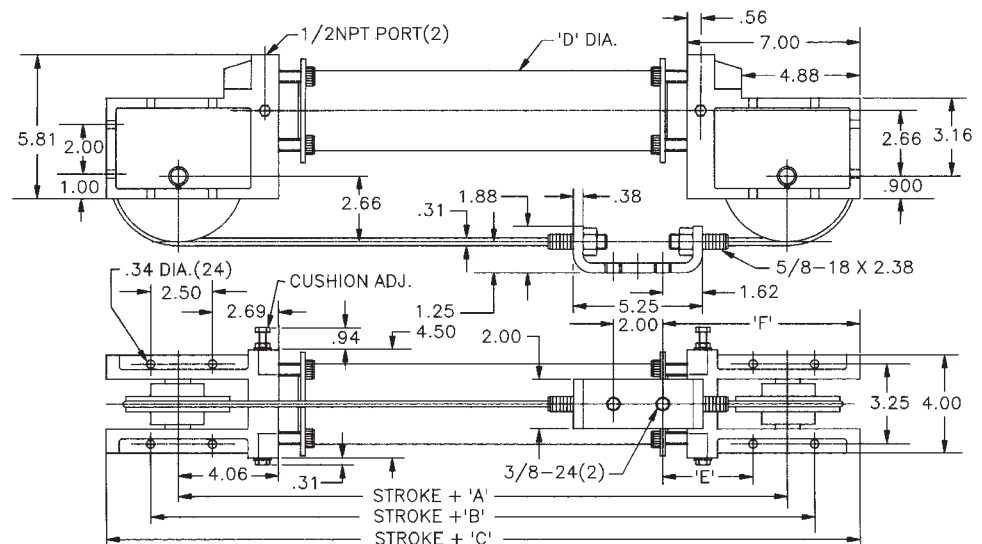 .56
1/2NPT PORT(2)
'D' DIA.
7.00
4.88
5.81
2.00
1.00
2.66
3.16
.900
2.66
.31
1.88
.38
5/8-18 X 2.38
.34 DIA.(24)
2.50
CUSHION ADJ.
2.69
1.25
5.25
1.62
.94
4.50
2.00
2.00
'F'
3.25
4.00
4.06
.31
3/8-24(2)
'E'
STROKE + 'A'
STROKE +'B'
STROKE + 'C'